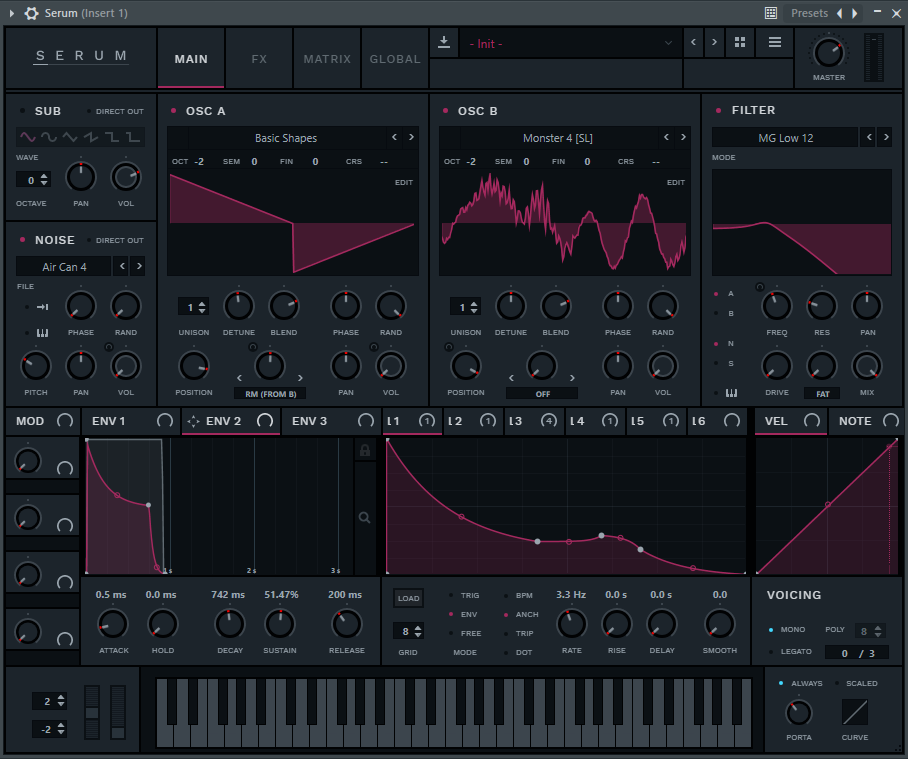 Serum (Insert 1)
Presets
SERUM
MAIN
FX
MATRIX
GLOBAL
- Init -
MASTER
SUB
DIRECT OUT
WAVE
0
OCTAVE
PAN
VOL
NOISE
DIRECT OUT
Air Can 4
FILE
PHASE
RAND
PITCH
PAN
VOL
OSC A
Basic Shapes
OCT -2 SEM 0 FIN 0 CRS --
EDIT
1
UNISON
DETUNE
BLEND
PHASE
RAND
POSITION
RM (FROM B)
PAN
VOL
OSC B
Monster 4 [SL]
OCT -2 SEM 0 FIN 0 CRS --
EDIT
1
UNISON
DETUNE
BLEND
PHASE
RAND
POSITION
OFF
PAN
VOL
FILTER
MG Low 12
MODE
A
B
N
S
FREQ
RES
PAN
DRIVE
FAT
MIX
MOD
ENV 1
ENV 2
ENV 3
L1 1
L2 1
L3 4
L4 1
L5 1
L6
VEL
NOTE
1 s
2 s
3 s
0.5 ms
0.0 ms
742 ms
51.47%
200 ms
ATTACK
HOLD
DECAY
SUSTAIN
RELEASE
LOAD
8
GRID
TRIG
ENV
FREE
MODE
BPM
ANCH
TRIP
DOT
3.3 Hz
0.0 s
0.0 s
0.0
RATE
RISE
DELAY
SMOOTH
VOICING
MONO
POLY 8
LEGATO
0 / 3
ALWAYS
SCALED
PORTA
CURVE
2
-2